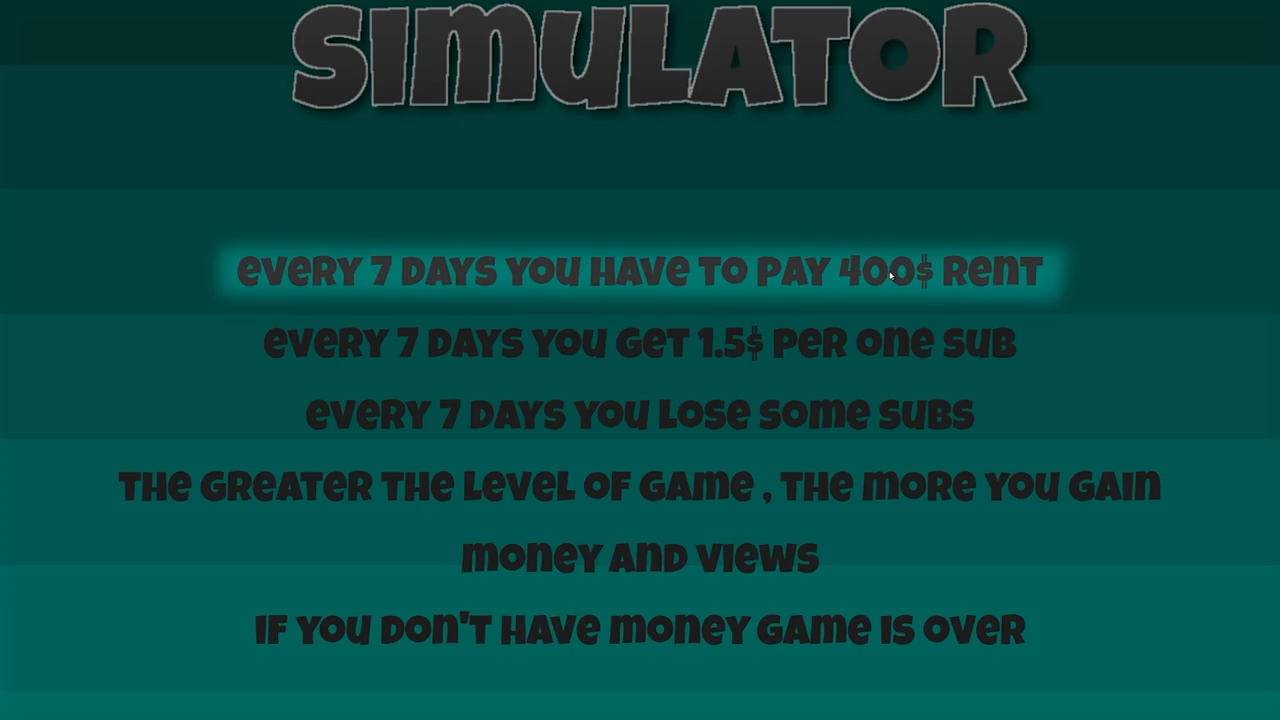 SIMULATOR
EVERY 7 DAYS YOU HAVE TO PAY 400$ RENT
EVERY 7 DAYS YOU GET 1.5$ PER ONE SUB
EVERY 7 DAYS YOU LOSE SOME SUBS
THE GREATER THE LEVEL OF GAME , THE MORE YOU GAIN
MONEY AND VIEWS
IF YOU DON'T HAVE MONEY GAME IS OVER